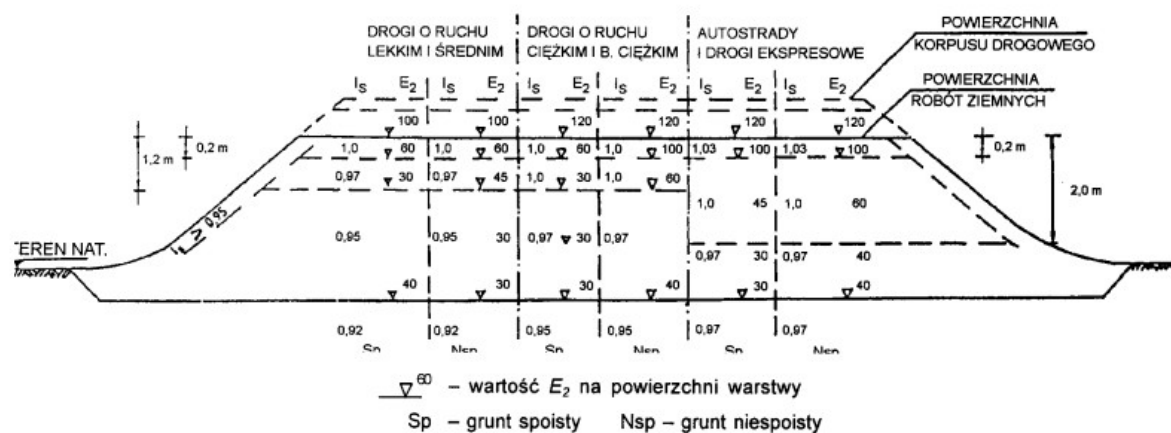 DROGI O RUCHU
LEKKIM I ŚREDNIM
DROGI O RUCHU
CIĘŻKIM I B. CIĘŻKIM
AUTOSTRADY
I DROGI EKSPRESOWE
POWIERZCHNIA
KORPUSU DROGOWEGO
POWIERZCHNIA
ROBÓT ZIEMNYCH
IS E2 IS E2 IS E2 IS E2 IS E2 IS E2
100 100 120 120 120 120
1,2 m 0,2 m 1,0 60 1,0 60 1,0 60 1,0 100 1,03 100 1,03 100 0,2 m
0,97 30 0,97 45 1,0 30 1,0 60
2,0 m
1,0 45 1,0 60
IS ≥ 0,95
0,95 0,95 30 0,97 30 0,97
TEREN NAT.
0,97 30 0,97 40
40 30 30 40 30 40
0,92 0,92 0,95 0,95 0,97 0,97
Sp Nsp Sp Nsp Sp Nsp
60 – wartość E2 na powierzchni warstwy
Sp – grunt spoisty Nsp – grunt niespoisty